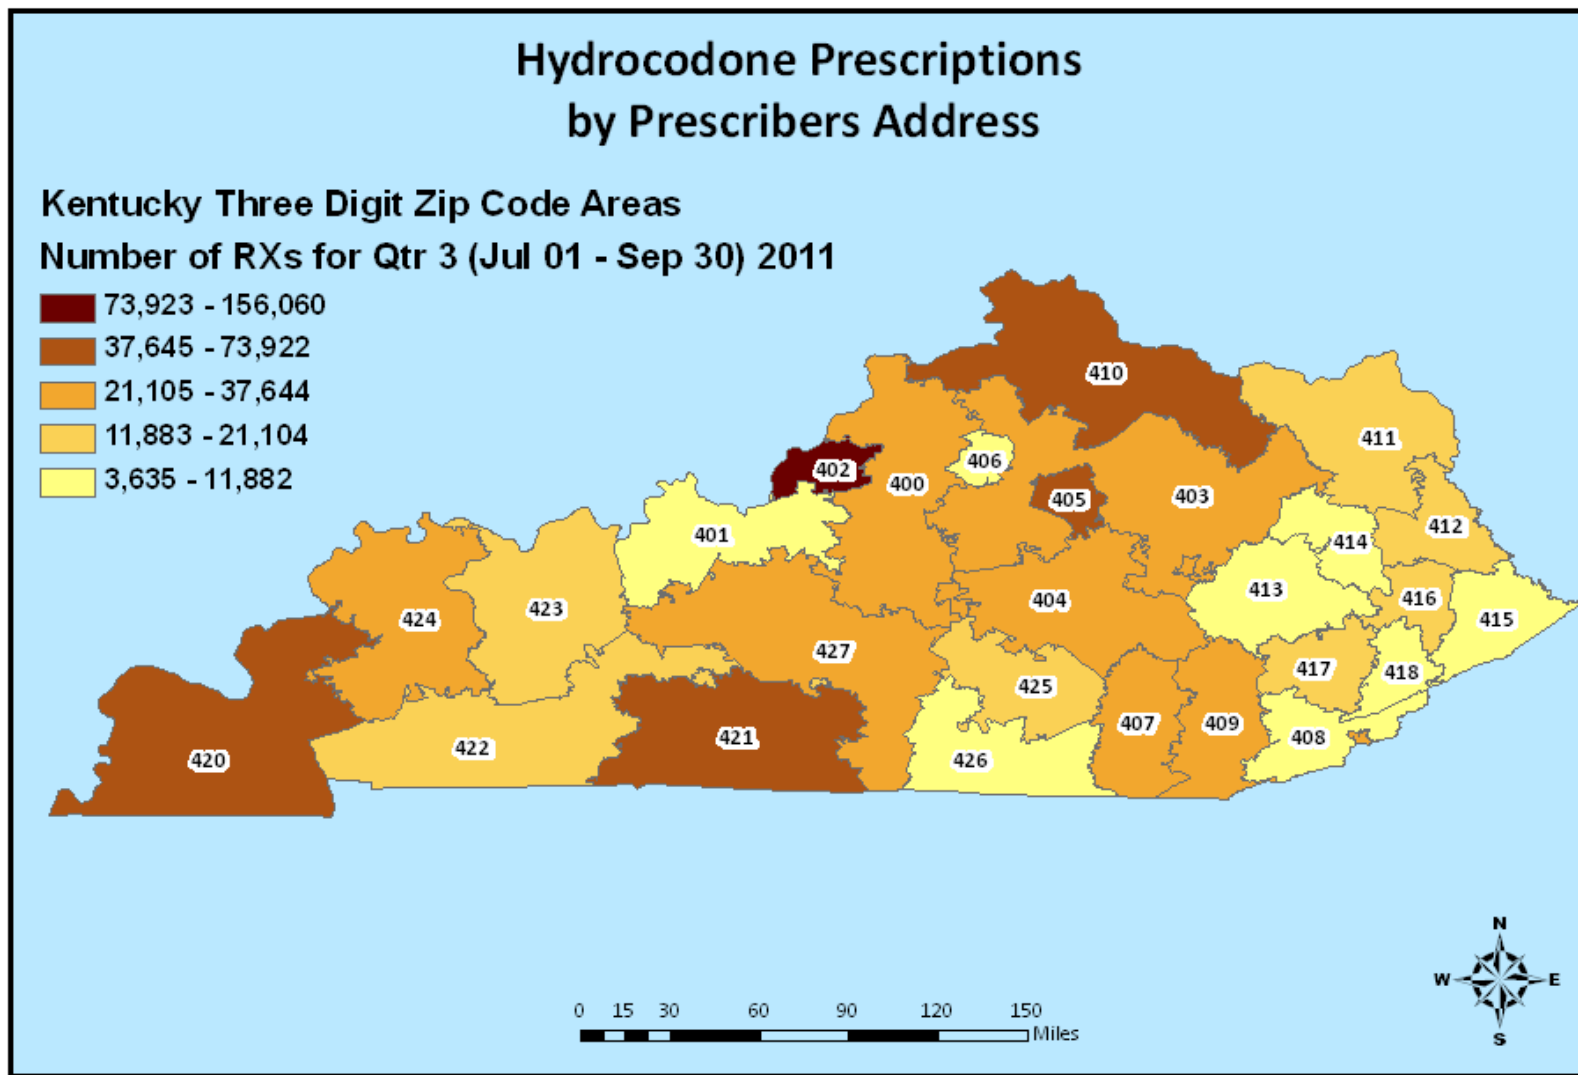 Hydrocodone Prescriptions
by Prescribers Address
Kentucky Three Digit Zip Code Areas
Number of RXs for Qtr 3 (Jul 01 - Sep 30) 2011
73,923 - 156,060
37,645 - 73,922
21,105 - 37,644
11,883 - 21,104
3,635 - 11,882
410
411
402
406
400
405
403
412
401
414
413
416
404
423
424
415
427
417
418
425
407
409
408
421
422
426
420
N
W E
S
0 15 30 60 90 120 150
Miles